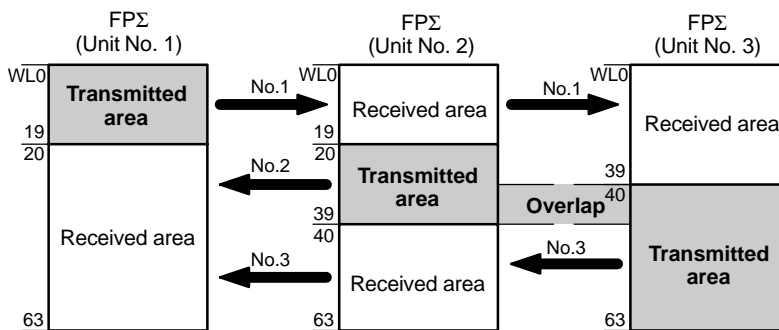 FPΣ
(Unit No. 1)
FPΣ
(Unit No. 2)
FPΣ
(Unit No. 3)
WL0
Transmitted
area
19
20
Received area
63
No.1
No.2
No.3
WL0
Received area
19
20
Transmitted
area
39
40
Received area
63
No.1
Overlap
No.3
WL0
Received area
39
40
Transmitted
area
63